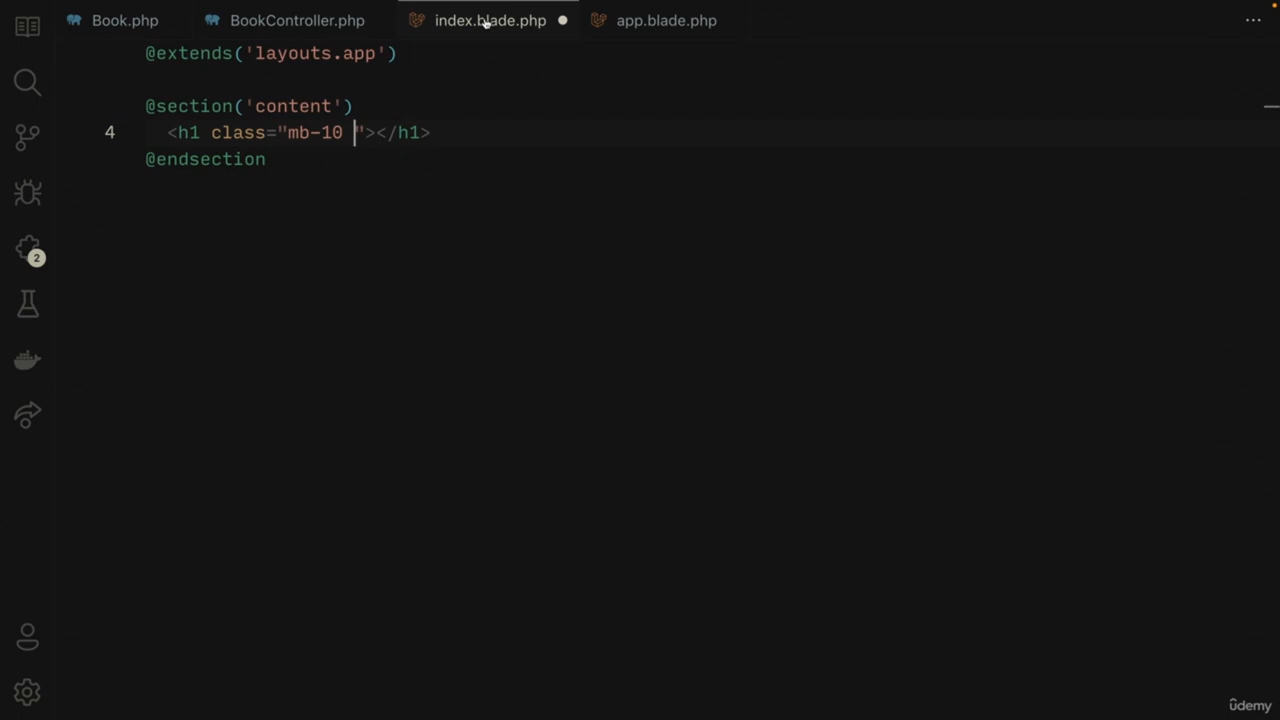 Book.php BookController.php index.blade.php app.blade.php
@extends('layouts.app')
@section('content')
4 <h1 class="mb-10 "></h1>
@endsection
2
ûdemy